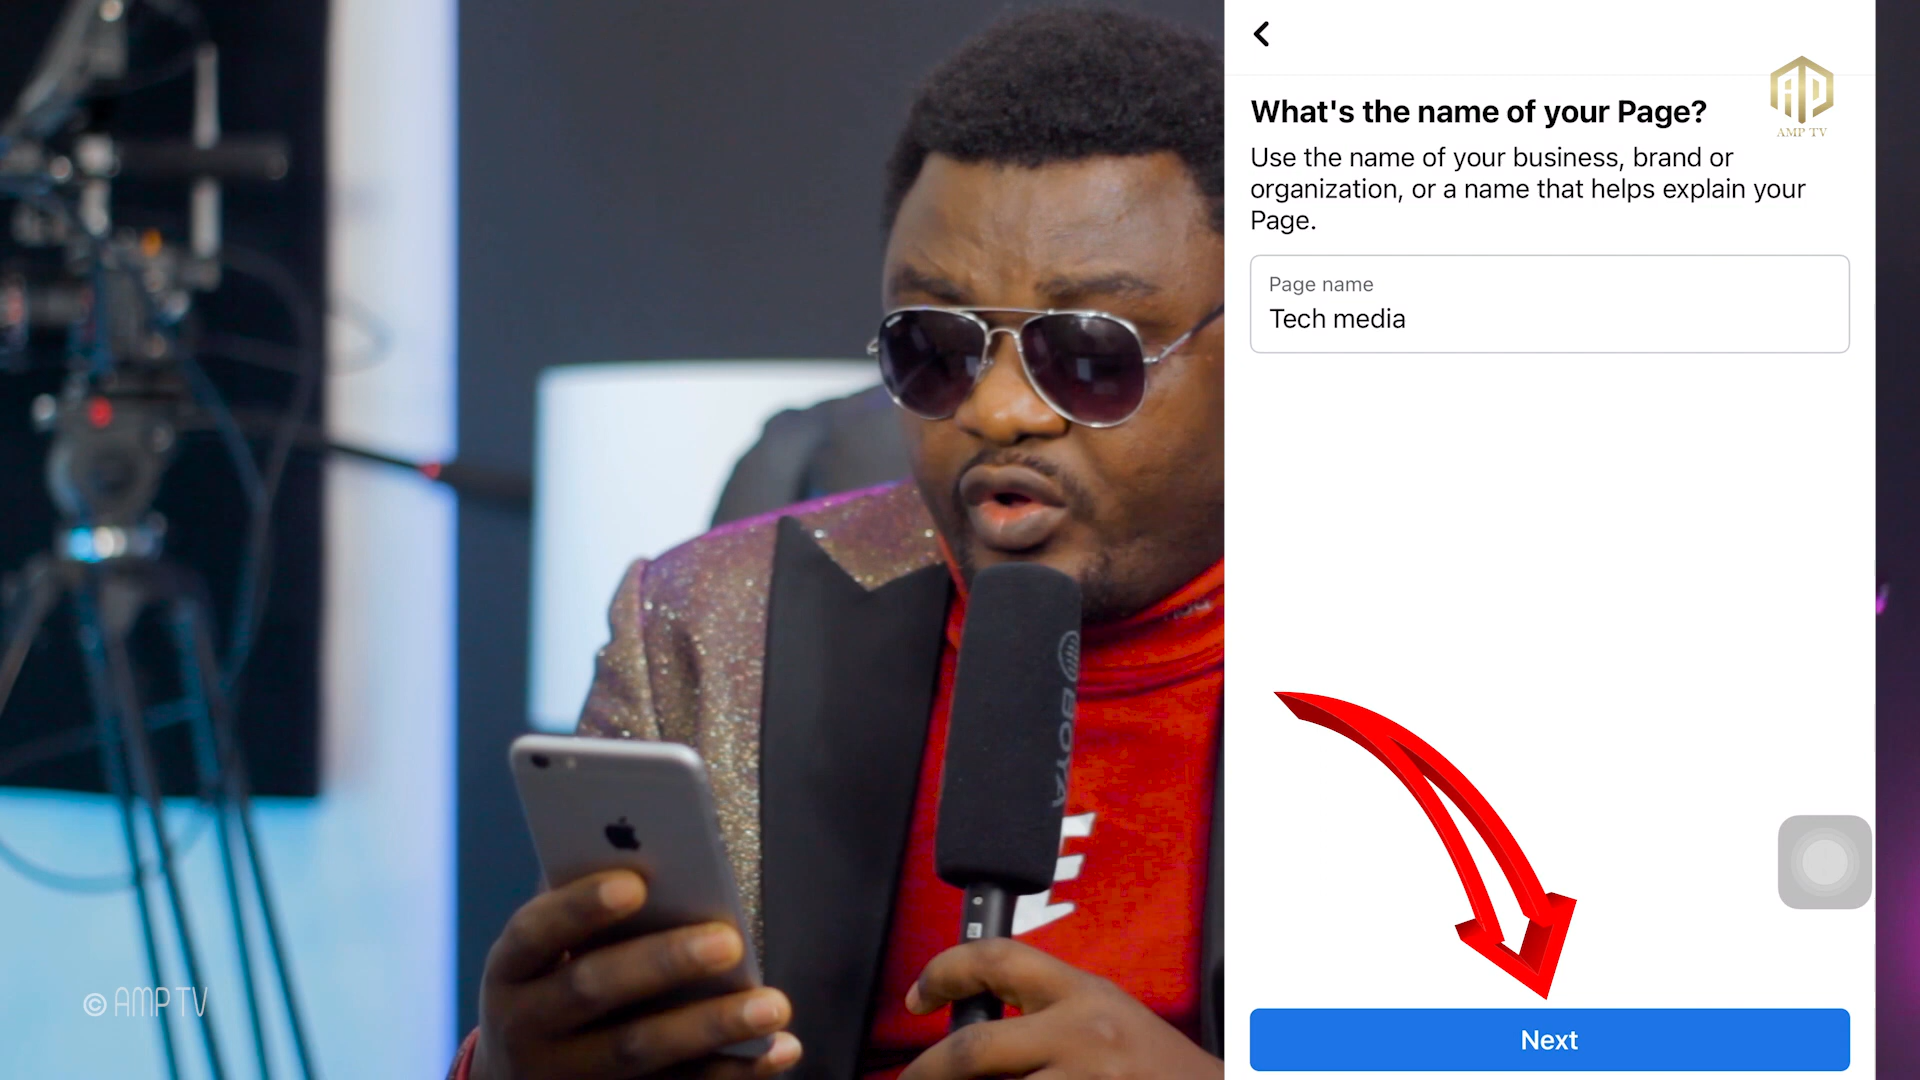 What's the name of your Page?
AMP TV
Use the name of your business, brand or
organization, or a name that helps explain your
Page.
Page name
Tech media
BOYA
© AMP TV
Next